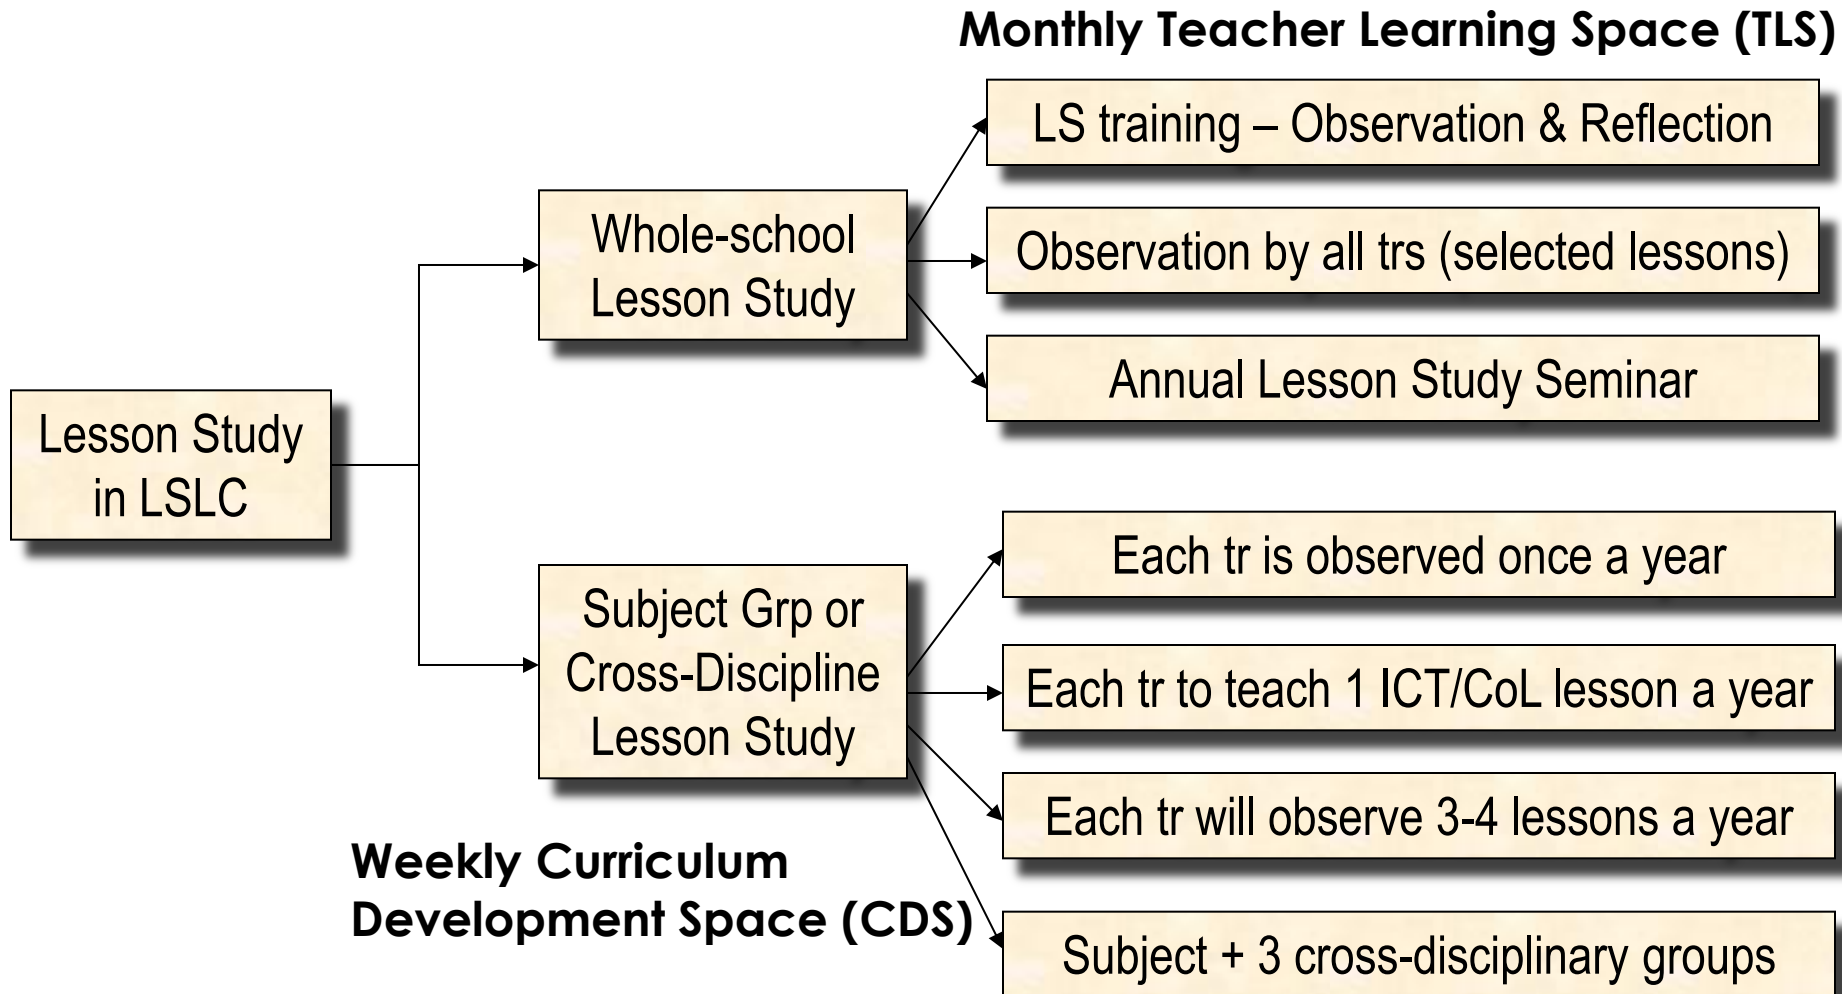 Monthly Teacher Learning Space (TLS)
LS training – Observation & Reflection
Whole-school
Lesson Study
Observation by all trs (selected lessons)
Annual Lesson Study Seminar
Lesson Study
in LSLC
Each tr is observed once a year
Subject Grp or
Cross-Discipline
Lesson Study
Each tr to teach 1 ICT/CoL lesson a year
Each tr will observe 3-4 lessons a year
Weekly Curriculum
Development Space (CDS)
Subject + 3 cross-disciplinary groups